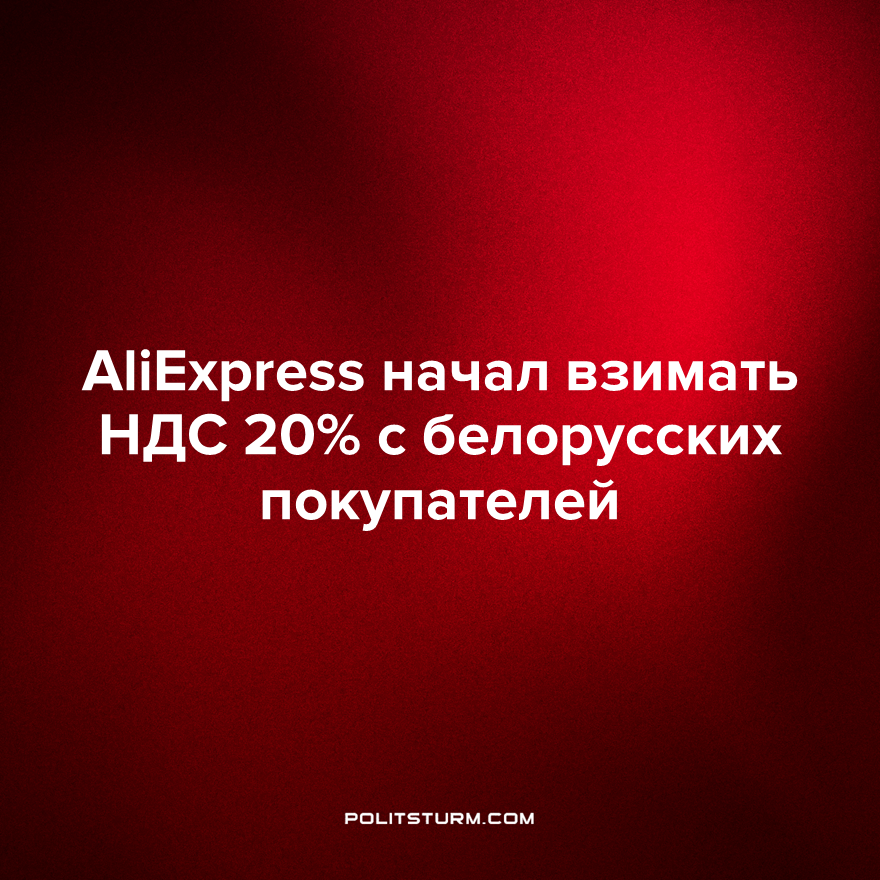 AliExpress начал взимать
НДС 20% с белорусских
покупателей
POLITSTURM.COM